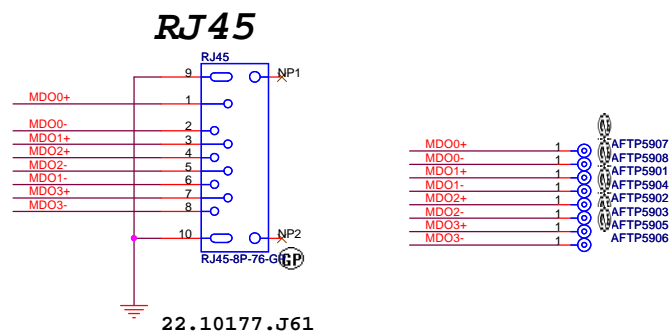 RJ45
RJ45
9 NP1
MDO0+ 1
MDO0- 2
MDO1+ 3
MDO2+ 4
MDO2- 5
MDO1- 6
MDO3+ 7
MDO3- 8
10 NP2
RJ45-8P-76-G
GP
22.10177.J61
MDO0+ 1 AFTP5907
MDO0- 1 AFTP5908
MDO1+ 1 AFTP5901
MDO1- 1 AFTP5904
MDO2+ 1 AFTP5902
MDO2- 1 AFTP5903
MDO3+ 1 AFTP5905
MDO3- 1 AFTP5906